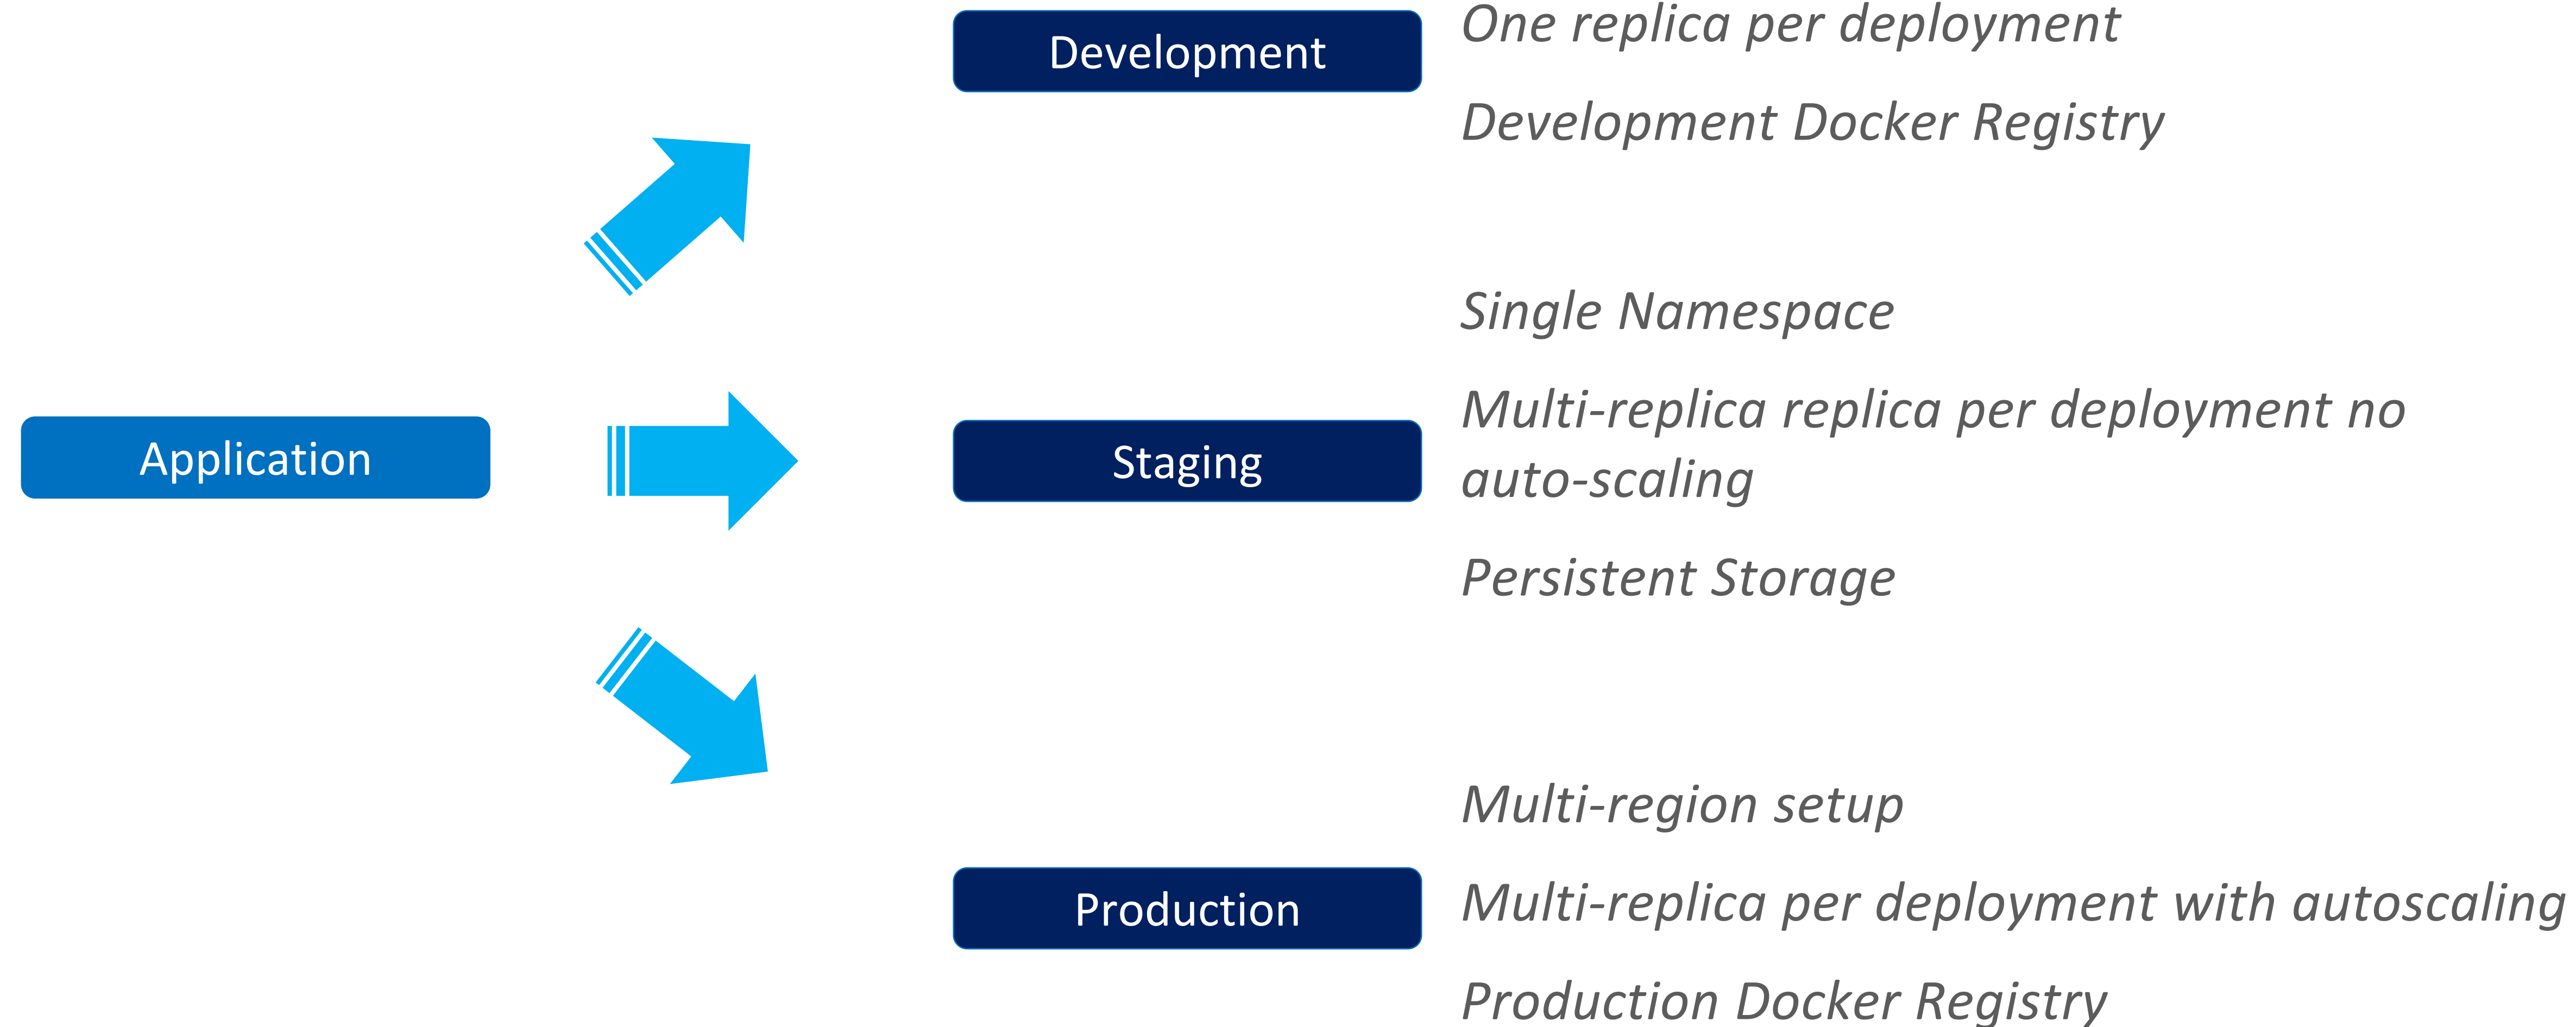 Application
Development
One replica per deployment
Development Docker Registry
Staging
Single Namespace
Multi-replica replica per deployment no
auto-scaling
Persistent Storage
Production
Multi-region setup
Multi-replica per deployment with autoscaling
Production Docker Registry